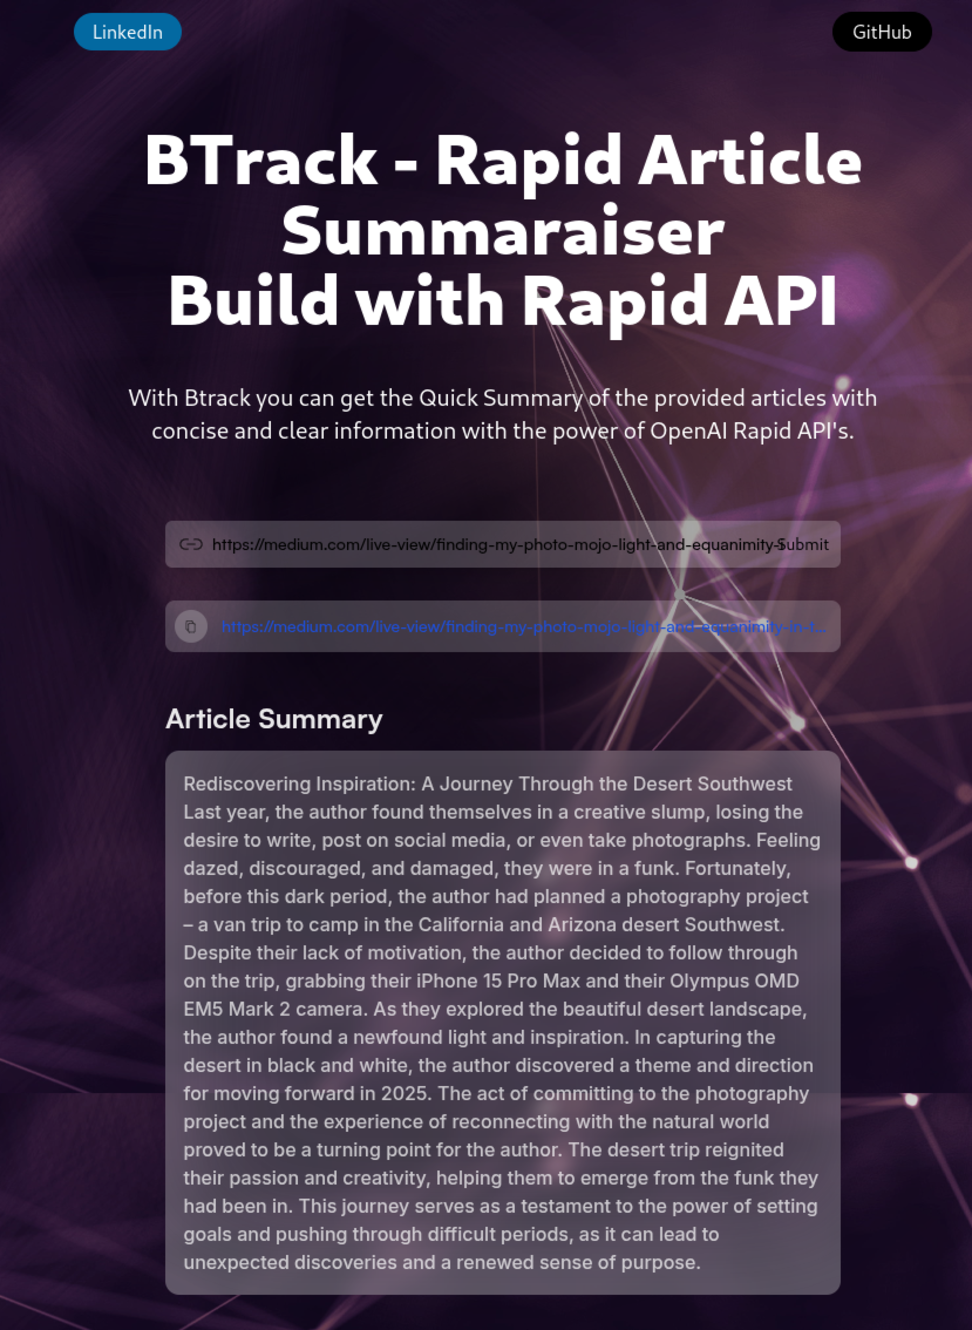 LinkedIn
GitHub
BTrack - Rapid Article
Summaraiser
Build with Rapid API
With Btrack you can get the Quick Summary of the provided articles with
concise and clear information with the power of OpenAI Rapid API's.
https://medium.com/live-view/finding-my-photo-mojo-light-and-equanimity-
Submit
https://medium.com/live-view/finding-my-photo-mojo-light-and-equanimity-in-t...
Article Summary
Rediscovering Inspiration: A Journey Through the Desert Southwest
Last year, the author found themselves in a creative slump, losing the
desire to write, post on social media, or even take photographs. Feeling
dazed, discouraged, and damaged, they were in a funk. Fortunately,
before this dark period, the author had planned a photography project
– a van trip to camp in the California and Arizona desert Southwest.
Despite their lack of motivation, the author decided to follow through
on the trip, grabbing their iPhone 15 Pro Max and their Olympus OMD
EM5 Mark 2 camera. As they explored the beautiful desert landscape,
the author found a newfound light and inspiration. In capturing the
desert in black and white, the author discovered a theme and direction
for moving forward in 2025. The act of committing to the photography
project and the experience of reconnecting with the natural world
proved to be a turning point for the author. The desert trip reignited
their passion and creativity, helping them to emerge from the funk they
had been in. This journey serves as a testament to the power of setting
goals and pushing through difficult periods, as it can lead to
unexpected discoveries and a renewed sense of purpose.